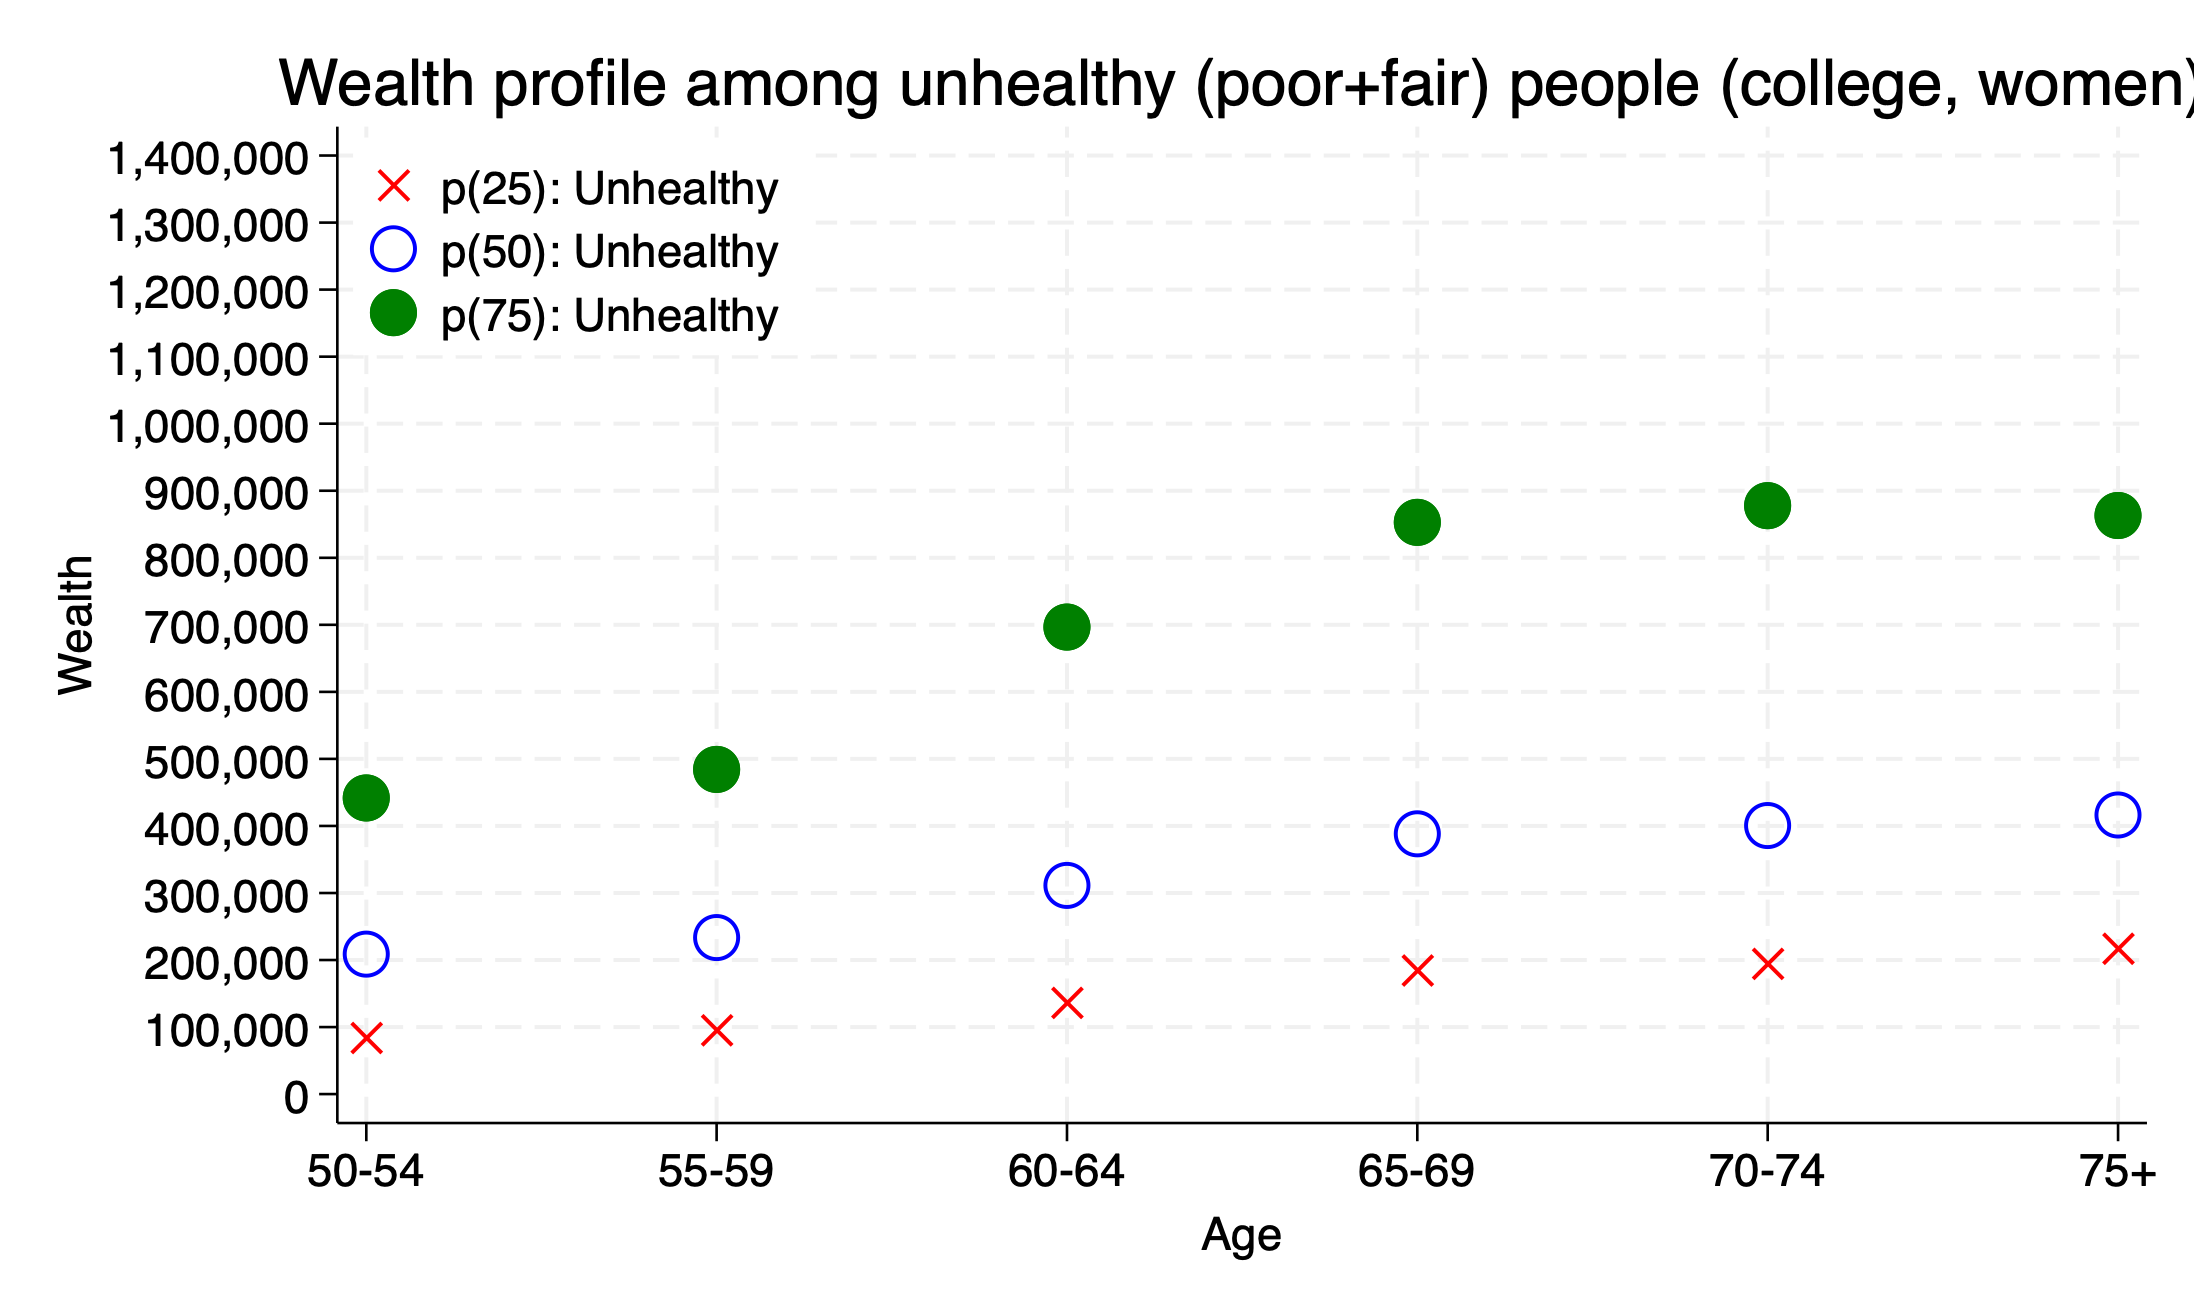 Wealth profile among unhealthy (poor+fair) people (college, women)
p(25): Unhealthy
p(50): Unhealthy
p(75): Unhealthy
1,400,000
1,300,000
1,200,000
1,100,000
1,000,000
900,000
800,000
700,000
600,000
500,000
400,000
300,000
200,000
100,000
0
Wealth
50-54 55-59 60-64 65-69 70-74 75+
Age